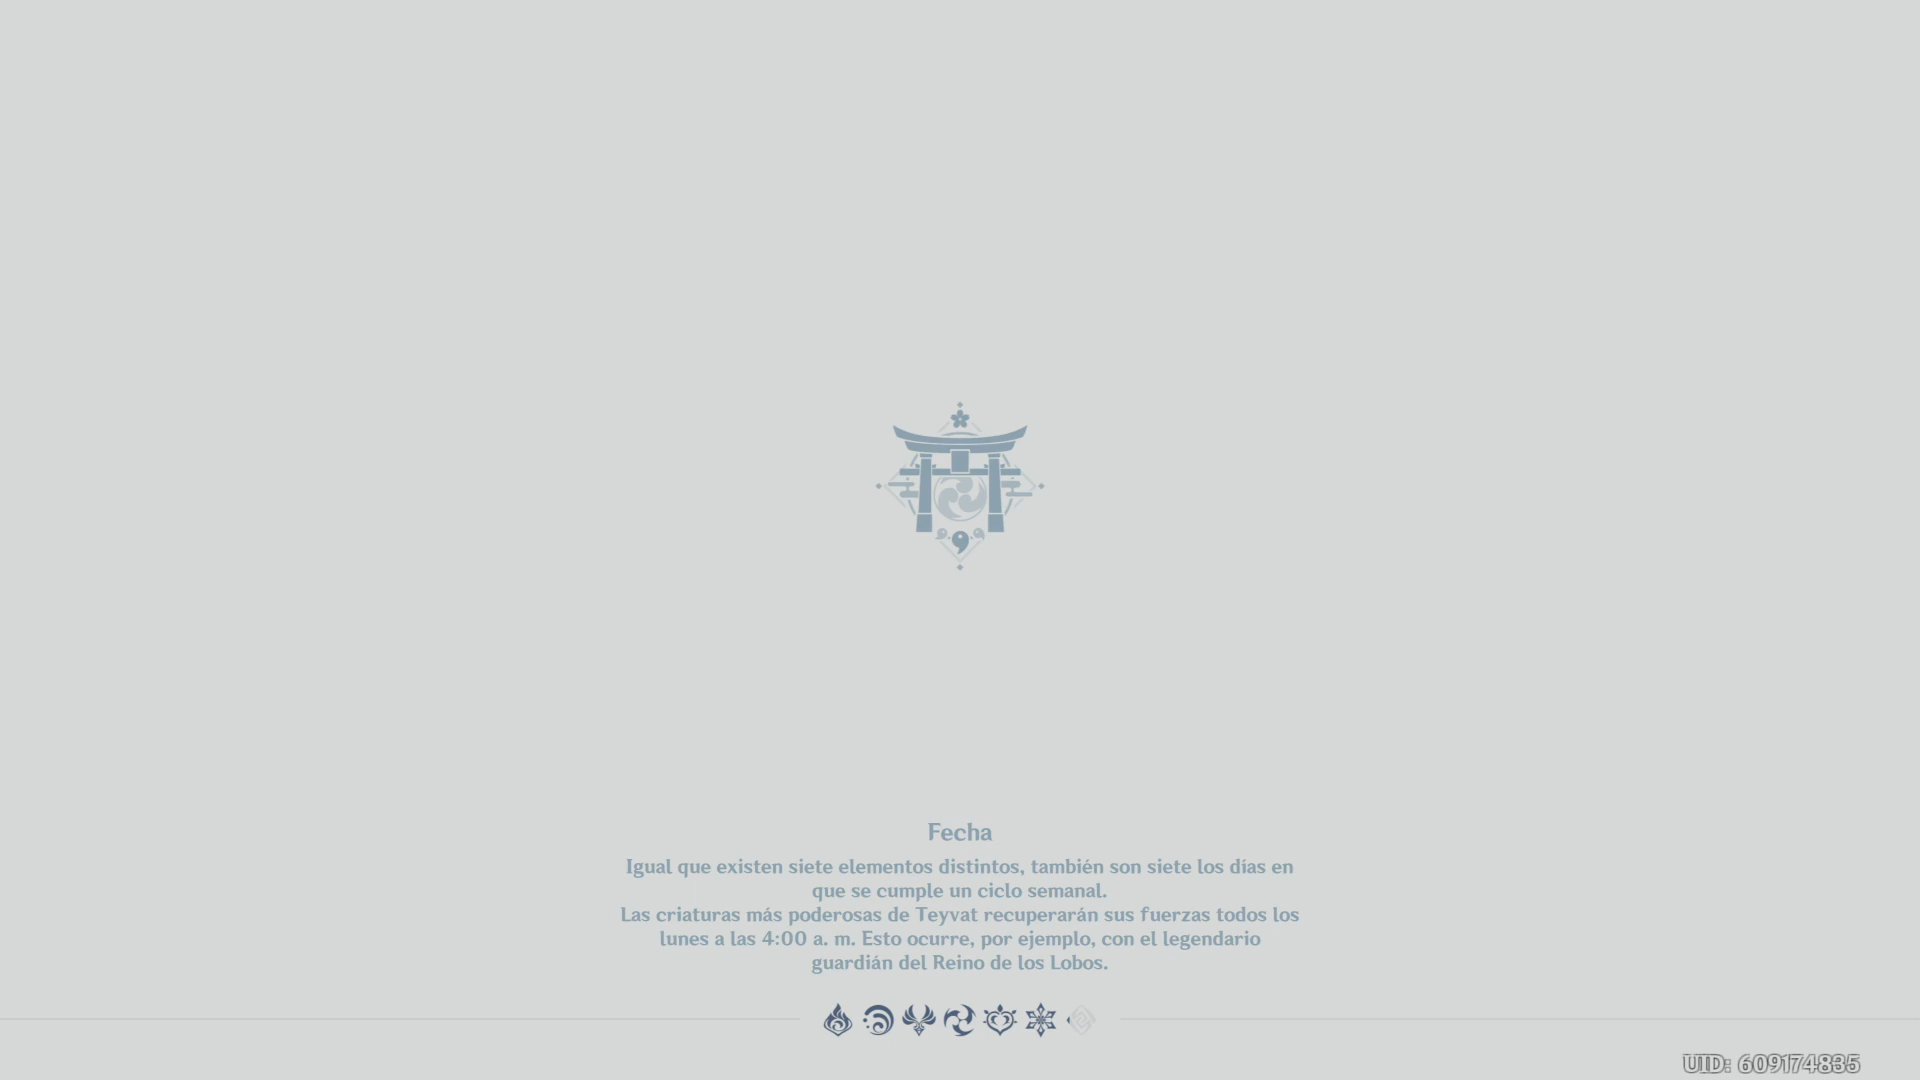 Fecha
Igual que existen siete elementos distintos, también son siete los días en
que se cumple un ciclo semanal.
Las criaturas más poderosas de Teyvat recuperarán sus fuerzas todos los
lunes a las 4:00 a. m. Esto ocurre, por ejemplo, con el legendario
guardián del Reino de los Lobos.
UID: 609174835